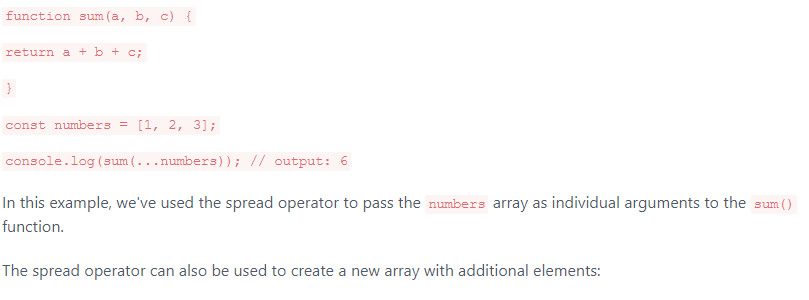 function sum(a, b, c) {
return a + b + c;
}
const numbers = [1, 2, 3];
console.log(sum(...numbers)); // output: 6
In this example, we've used the spread operator to pass the numbers array as individual arguments to the sum()
function.
The spread operator can also be used to create a new array with additional elements: